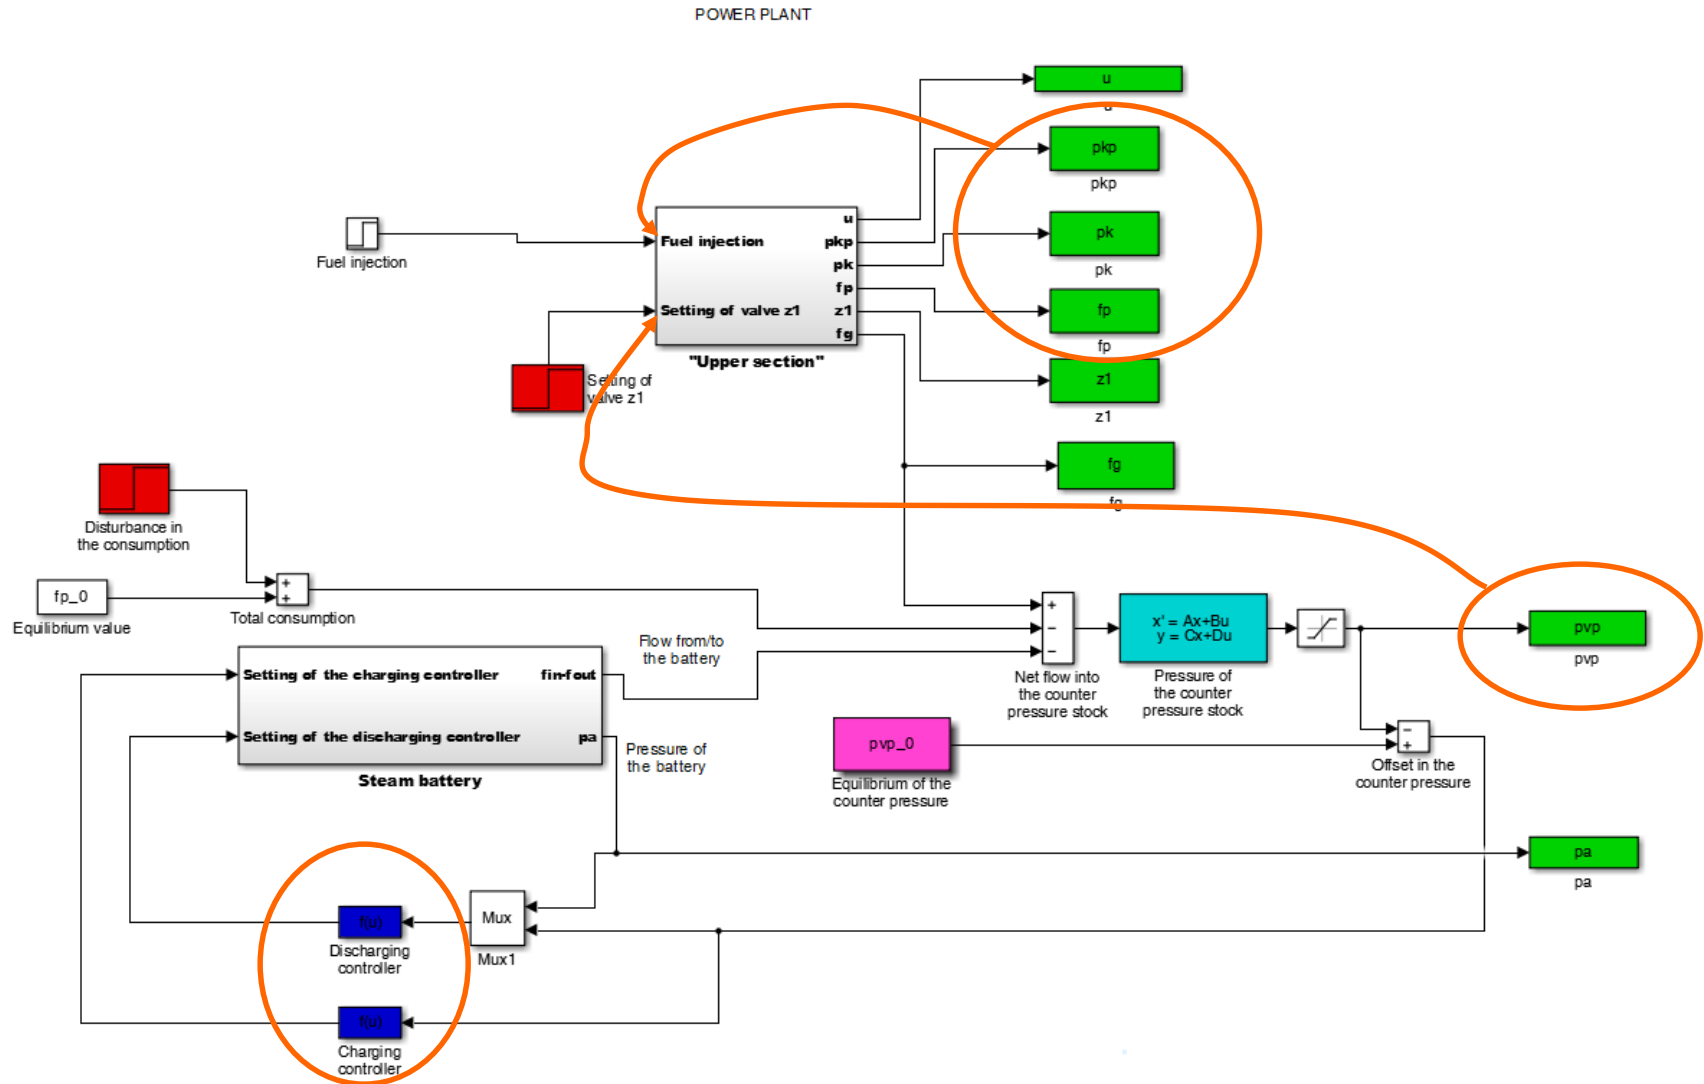 POWER PLANT
u
u
pkp
pkp
pk
pk
fp
fp
z1
z1
fg
fg
Fuel injection
Fuel injection
Setting of valve z1
u
pkp
pk
fp
z1
fg
"Upper section"
Setting of
valve z1
Disturbance in
the consumption
fp_0
Equilibrium value
+
+
Total consumption
Flow from/to
the battery
Setting of the charging controller
fin-fout
Setting of the discharging controller
pa
Steam battery
Pressure of
the battery
+
−
−
Net flow into
the counter
pressure stock
x' = Ax+Bu
y = Cx+Du
Pressure of
the counter
pressure stock
pvp
pvp
pvp_0
Equilibrium of the
counter pressure
−
+
Offset in the
counter pressure
pa
pa
Mux
Mux1
f(u)
Discharging
controller
f(u)
Charging
controller